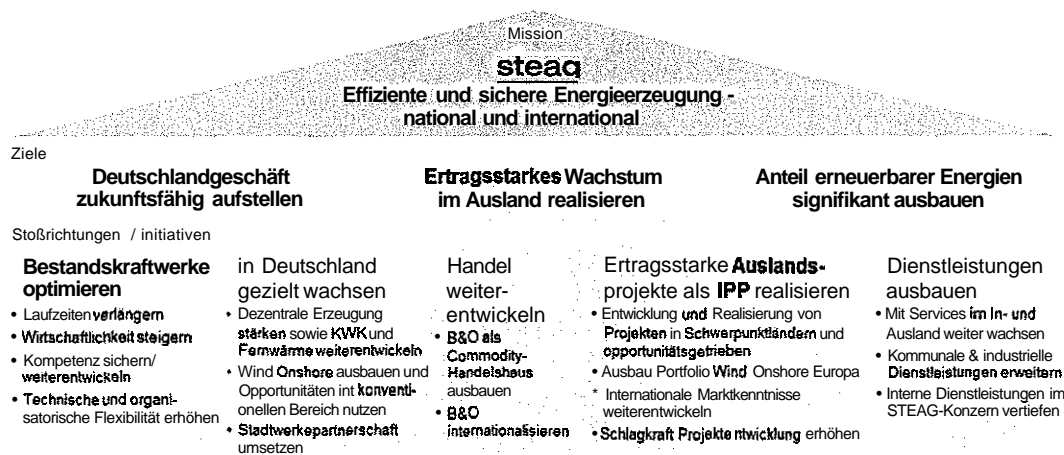 Mission
steag
Effiziente und sichere Energieerzeugung -
national und international
Ziele
Deutschlandgeschäft
zukunftsfähig aufstellen
Ertragsstarkes Wachstum
im Ausland realisieren
Anteil erneuerbarer Energien
signifikant ausbauen
Stoßrichtungen / initiativen
Bestandskraftwerke
optimieren
• Laufzeiten verlängern
• Wirtschaftlichkeit steigern
• Kompetenz sichern/
weiterentwickeln
• Technische und organi-
satorische Flexibilität erhöhen
in Deutschland
gezielt wachsen
• Dezentrale Erzeugung
stärken sowie KWK und
Fernwärme weiterentwickeln
• Wind Onshore ausbauen und
Opportunitäten int konventi-
onellen Bereich nutzen
• Stadtwerkepartnerschaft
umsetzen
Handel
weiter-
entwickeln
• B&O als
Commodity-
Handelshaus
ausbauen
• B&O
internationalisieren
Ertragsstarke Auslands-
projekte als IPP realisieren
• Entwicklung und Realisierung von
Projekten in Schwerpunktländern und
opportunitätsgetrieben
• Ausbau Portfolio Wind Onshore Europa
* Internationale Marktkenntnisse
weiterentwickeln
• Schlagkraft Projekte ntwicklung erhöhen
Dienstleistungen
ausbauen
• Mit Services im In- und
Ausland weiter wachsen
• Kommunale & industrielle
Dienstleistungen erweitern
• Interne Dienstleistungen im
STEAG-Konzern vertiefen